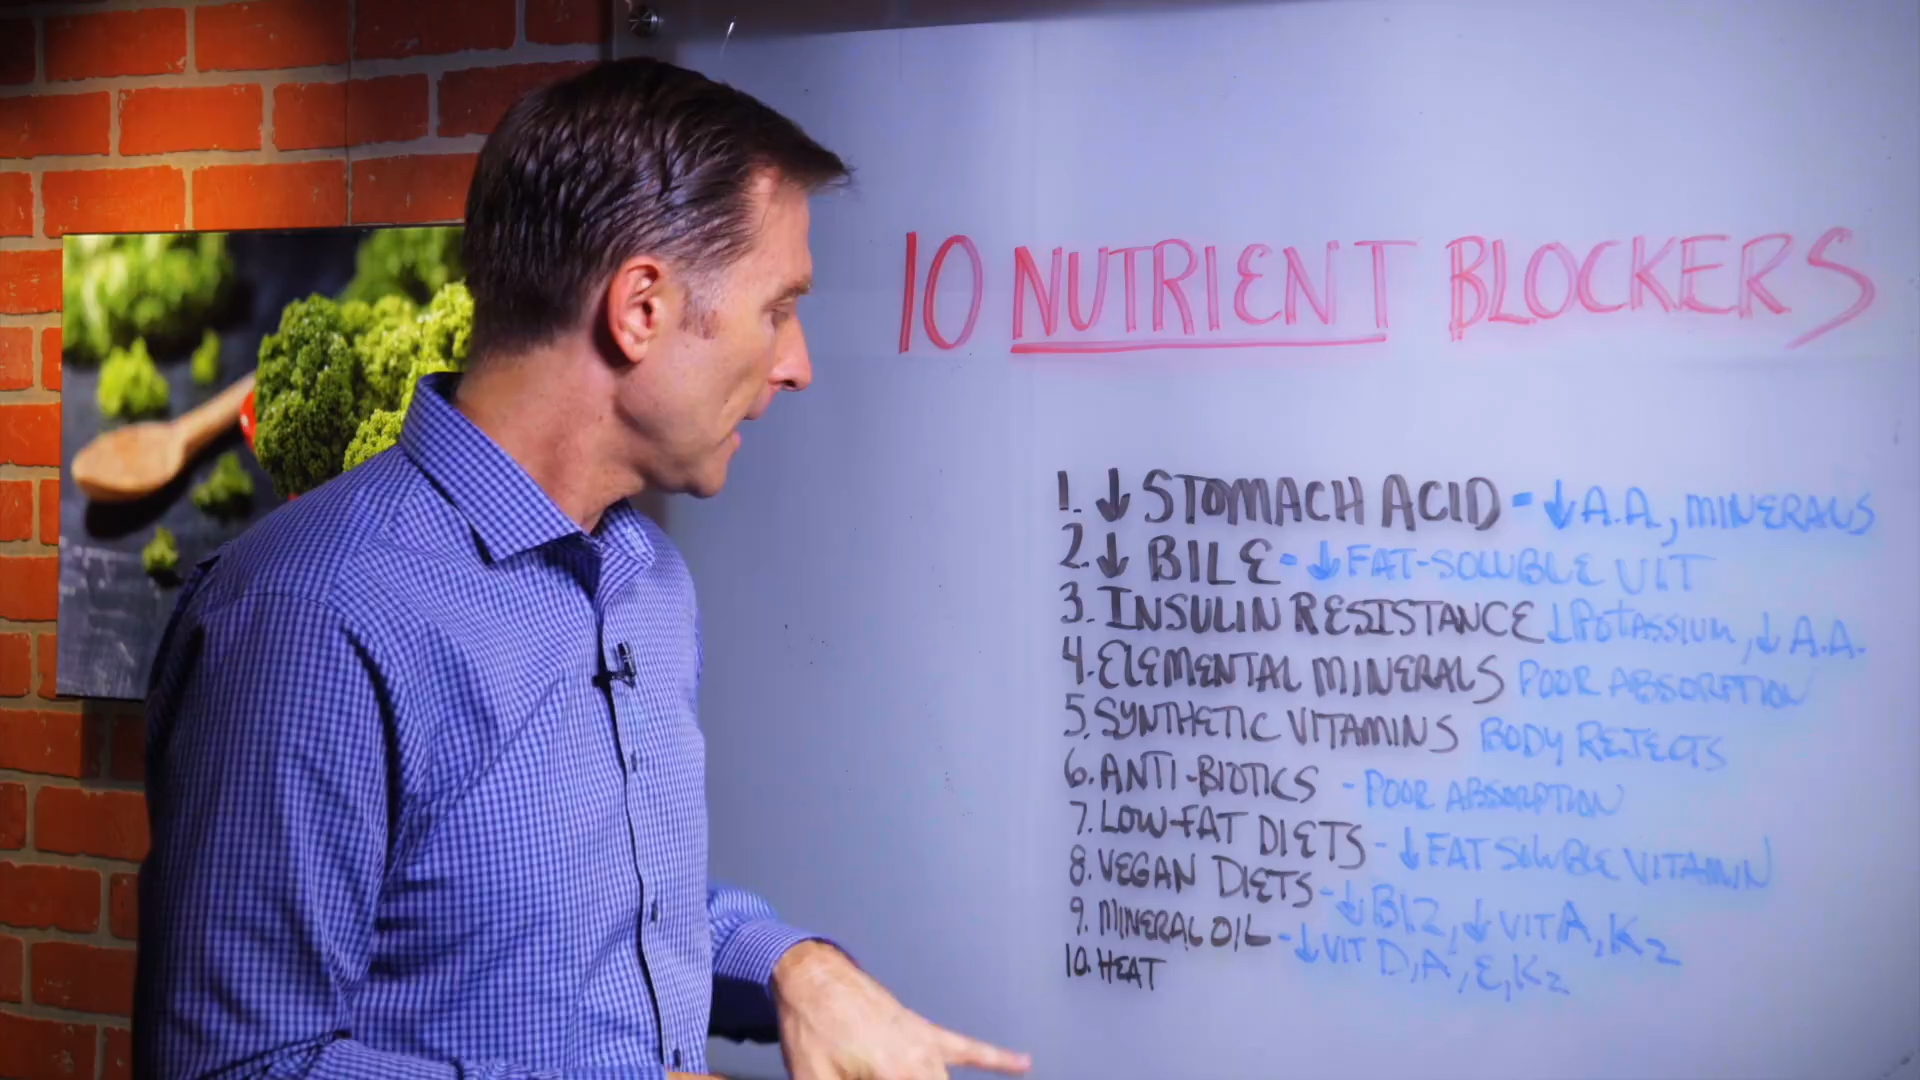 10 NUTRIENT BLOCKERS
1. ↓ STOMACH ACID - ↓ A.A., MINERALS
2. ↓ BILE - ↓ FAT-SOLUBLE VIT
3. INSULIN RESISTANCE ↓ POTASSIUM, ↓ A.A.
4. ELEMENTAL MINERALS POOR ABSORPTION
5. SYNTHETIC VITAMINS BODY REJECTS
6. ANTI-BIOTICS - POOR ABSORPTION
7. LOW-FAT DIETS - ↓ FAT SOLUBLE VITAMIN
8. VEGAN DIETS - ↓ B12, ↓ VIT A, K2
9. MINERAL OIL - ↓ VIT D, A, E, K2
10. HEAT